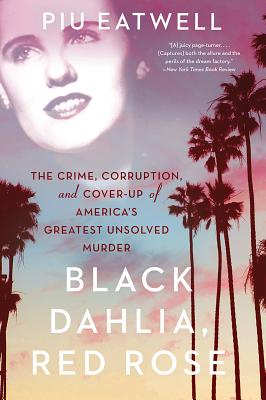 PIU EATWELL
"[A] juicy page-turner. . . .
[Captures] both the allure and the
perils of the dream factory."
—New York Times Book Review
THE CRIME, CORRUPTION,
and COVER-UP of
AMERICA'S
GREATEST UNSOLVED
MURDER
BLACK
DAHLIA,
RED ROSE